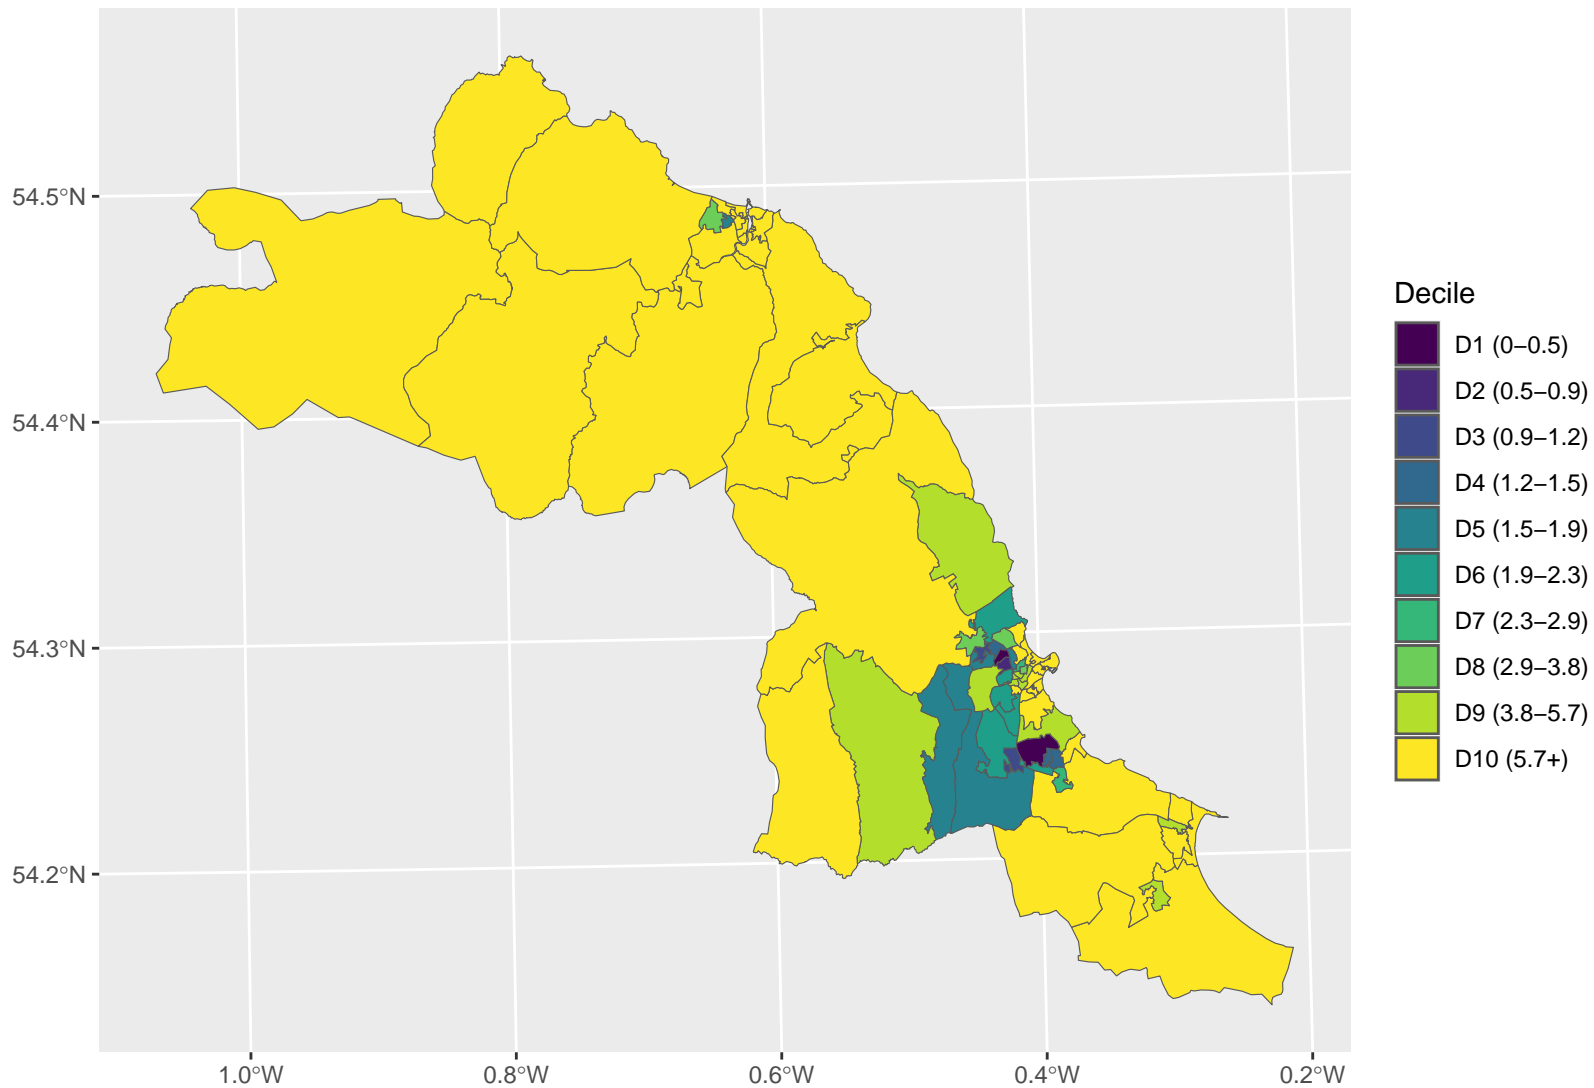 54.5°N
54.4°N
54.3°N
54.2°N
1.0°W
0.8°W
0.6°W
0.4°W
0.2°W
Decile
D1 (0−0.5)
D2 (0.5−0.9)
D3 (0.9−1.2)
D4 (1.2−1.5)
D5 (1.5−1.9)
D6 (1.9−2.3)
D7 (2.3−2.9)
D8 (2.9−3.8)
D9 (3.8−5.7)
D10 (5.7+)